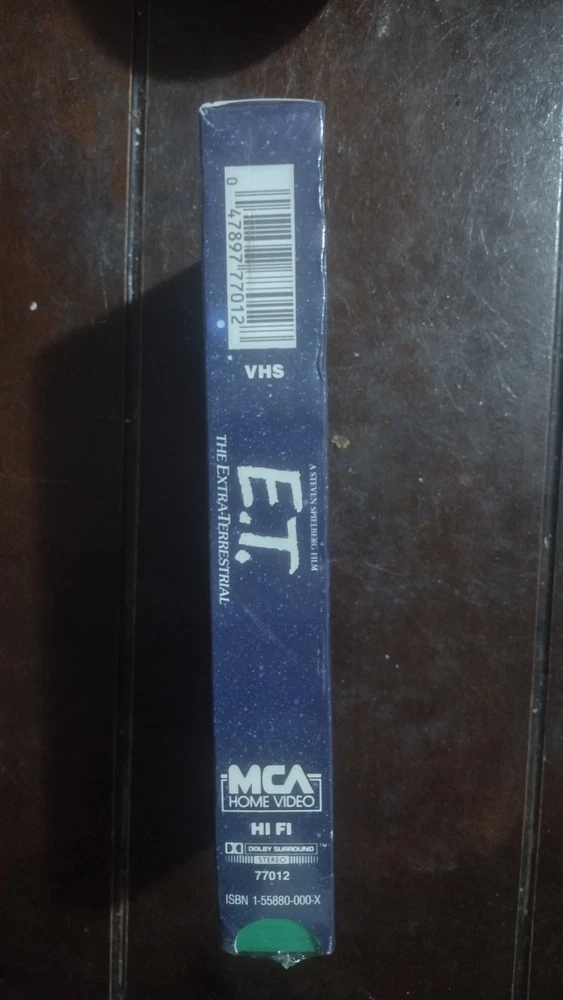 0 47897 77012
VHS
A STEVEN SPIELBERG FILM
E.T.
THE EXTRA-TERRESTRIAL
MCA
HOME VIDEO
HI FI
DOLBY SURROUND
STEREO
77012
ISBN 1-55880-000-X